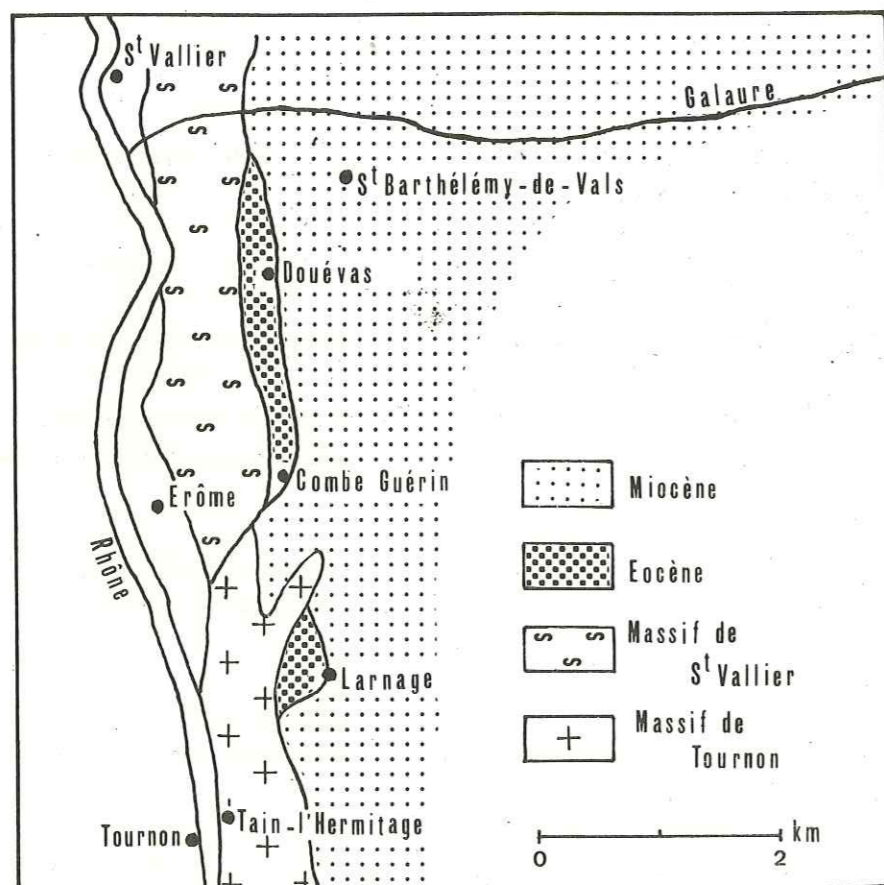 St Vallier
Galaure
St Barthélémy-de-Vals
Douévas
Combe Guérin
Erôme
Rhône
Larnage
Tain-l'Hermitage
Tournon
Miocène
Eocène
Massif de
St Vallier
Massif de
Tournon
km
0 2